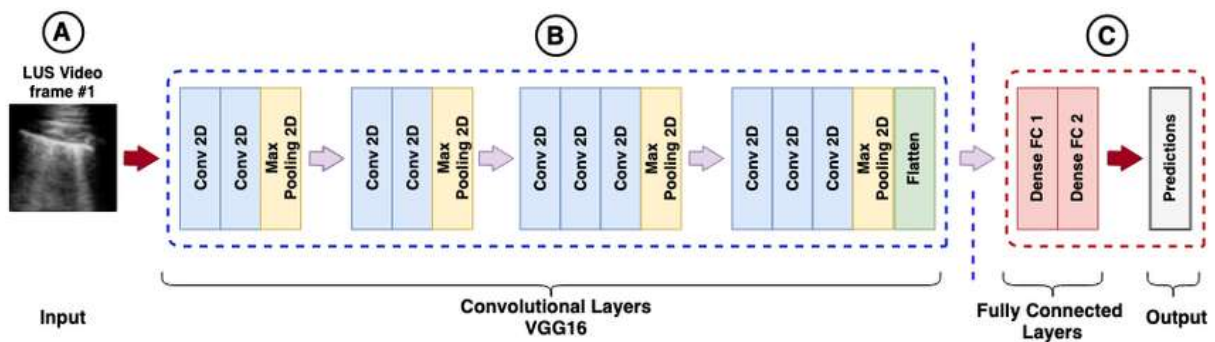 A
B
C
LUS Video
frame #1
Conv 2D
Conv 2D
Max
Pooling 2D
Conv 2D
Conv 2D
Max
Pooling 2D
Conv 2D
Conv 2D
Conv 2D
Max
Pooling 2D
Conv 2D
Conv 2D
Conv 2D
Max
Pooling 2D
Flatten
Dense FC 1
Dense FC 2
Predictions
Input
Convolutional Layers
VGG16
Fully Connected
Layers
Output